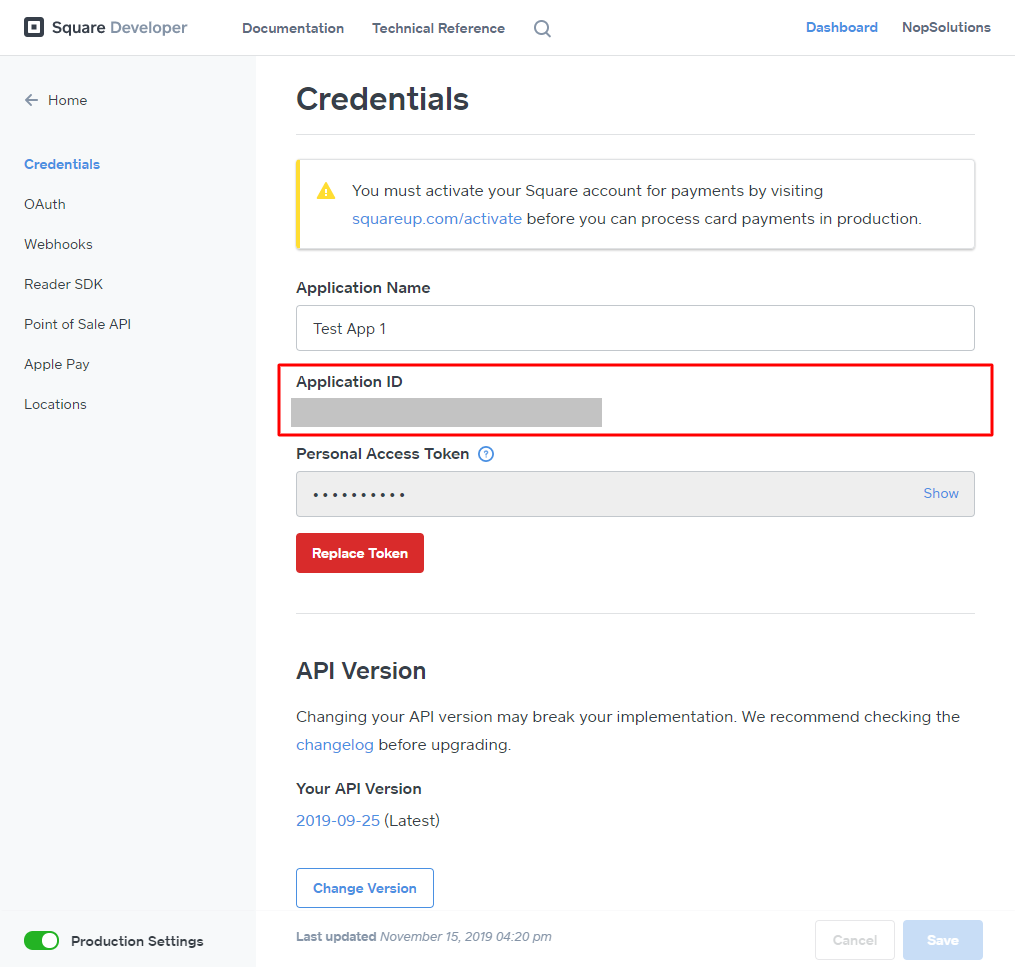 Square Developer
Documentation
Technical Reference
Dashboard
NopSolutions
Home
Credentials
OAuth
Webhooks
Reader SDK
Point of Sale API
Apple Pay
Locations
Production Settings
Credentials
You must activate your Square account for payments by visiting
squareup.com/activate before you can process card payments in production.
Application Name
Test App 1
Application ID
Personal Access Token ?
••••••••••
Show
Replace Token
API Version
Changing your API version may break your implementation. We recommend checking the
changelog before upgrading.
Your API Version
2019-09-25 (Latest)
Change Version
Last updated November 15, 2019 04:20 pm
Cancel
Save